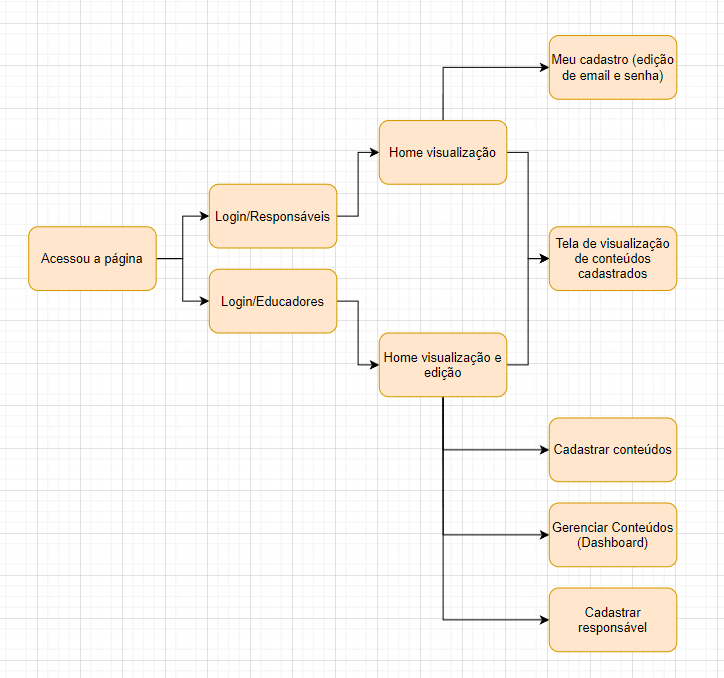 Meu cadastro (edição
de email e senha)
Home visualização
Login/Responsáveis
Acessou a página
Tela de visualização
de conteúdos
cadastrados
Login/Educadores
Home visualização e
edição
Cadastrar conteúdos
Gerenciar Conteúdos
(Dashboard)
Cadastrar
responsável